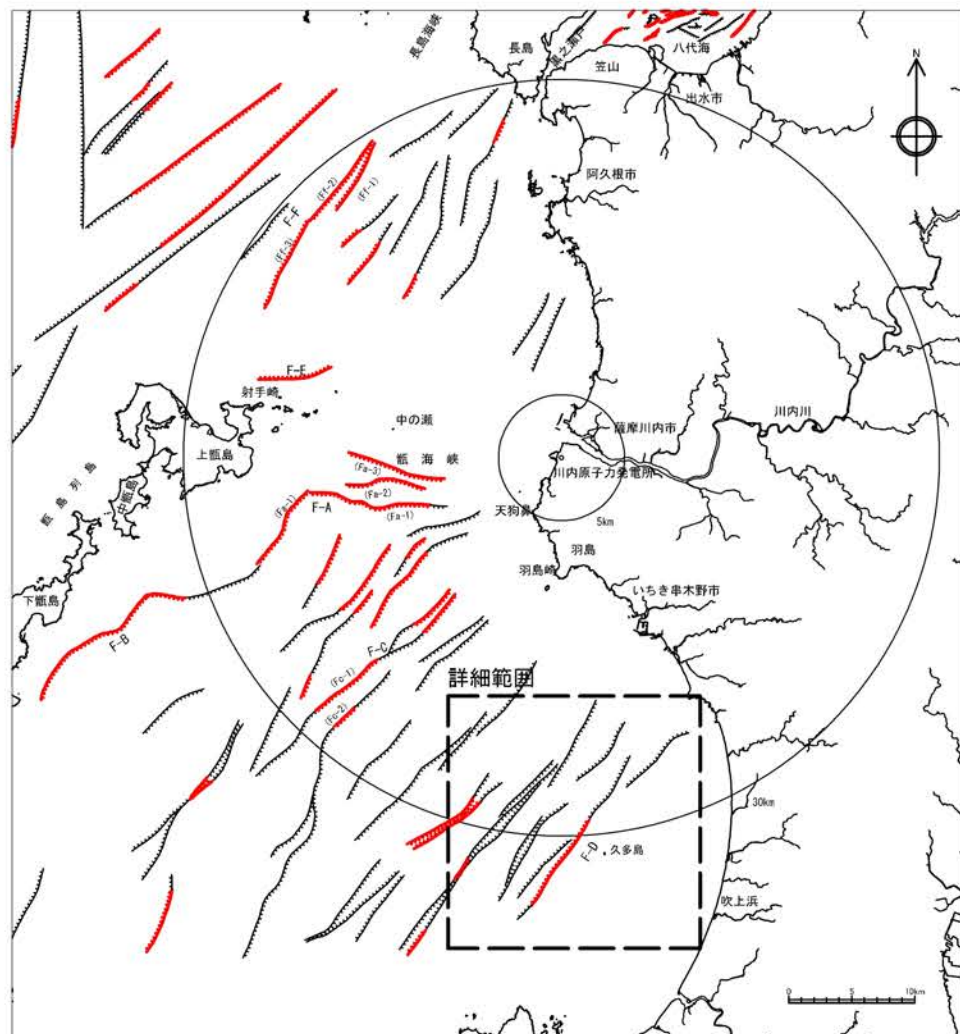 長島海峡
長島
黒之瀬戸
八代海
笠山
出水市
N
阿久根市
(Ff-2)
(Ff-1)
F-F
(Ff-3)
F-E
射手崎
中の瀬
川内川
薩摩川内市
上甑島
甑海峡
(Fa-3)
川内原子力発電所
甑島列島
中甑島
(Fa-2)
(Fa-1)
F-A
(Fa-1)
天狗鼻
5km
羽島
羽島崎
いちき串木野市
下甑島
F-B
F-C
(Fc-1)
(Fc-2)
詳細範囲
30km
F-D
久多島
吹上浜
0 5 10km